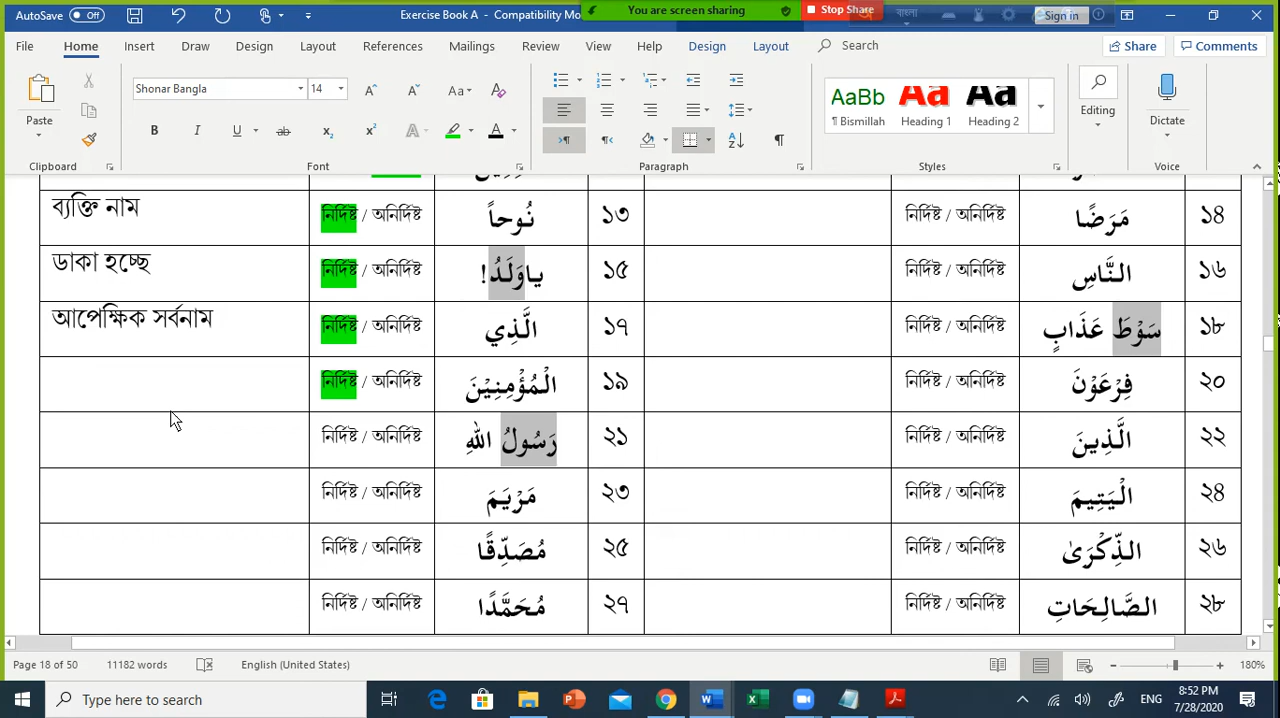 AutoSave Off
Exercise Book A - Compatibility Mo
You are screen sharing
Stop Share
বাংলা
Sign in
File Home Insert Draw Design Layout References Mailings Review View Help Design Layout Search Share Comments
Shonar Bangla 14
Paste
AaBb AaBb AaBb
¶ Bismillah Heading 1 Heading 2
Editing Dictate
Clipboard Font Paragraph Styles Voice
ব্যক্তি নাম নির্দিষ্ট / অনির্দিষ্ট نُوحاً ১৩ নির্দিষ্ট / অনির্দিষ্ট مَرَضًا ১৪
ডাকা হচ্ছে নির্দিষ্ট / অনির্দিষ্ট ياوَلَدُ! ১৫ নির্দিষ্ট / অনির্দিষ্ট النَّاسِ ১৬
আপেক্ষিক সর্বনাম নির্দিষ্ট / অনির্দিষ্ট الَّذِي ১৭ নির্দিষ্ট / অনির্দিষ্ট سَوْطَ عَذَابٍ ১৮
নির্দিষ্ট / অনির্দিষ্ট الْمُؤْمِنِيْنَ ১৯ নির্দিষ্ট / অনির্দিষ্ট فِرْعَوْنَ ২০
নির্দিষ্ট / অনির্দিষ্ট رَسُولُ اللهِ ২১ নির্দিষ্ট / অনির্দিষ্ট الَّذِينَ ২২
নির্দিষ্ট / অনির্দিষ্ট مَرْيَمَ ২৩ নির্দিষ্ট / অনির্দিষ্ট الْيَتِيمَ ২৪
নির্দিষ্ট / অনির্দিষ্ট مُصَدِّقًا ২৫ নির্দিষ্ট / অনির্দিষ্ট الذِّكْرَىٰ ২৬
নির্দিষ্ট / অনির্দিষ্ট مُحَمَّدًا ২৭ নির্দিষ্ট / অনির্দিষ্ট الصَّالِحَاتِ ২৮
Page 18 of 50 11182 words English (United States) 180%
Type here to search ENG 8:52 PM
7/28/2020